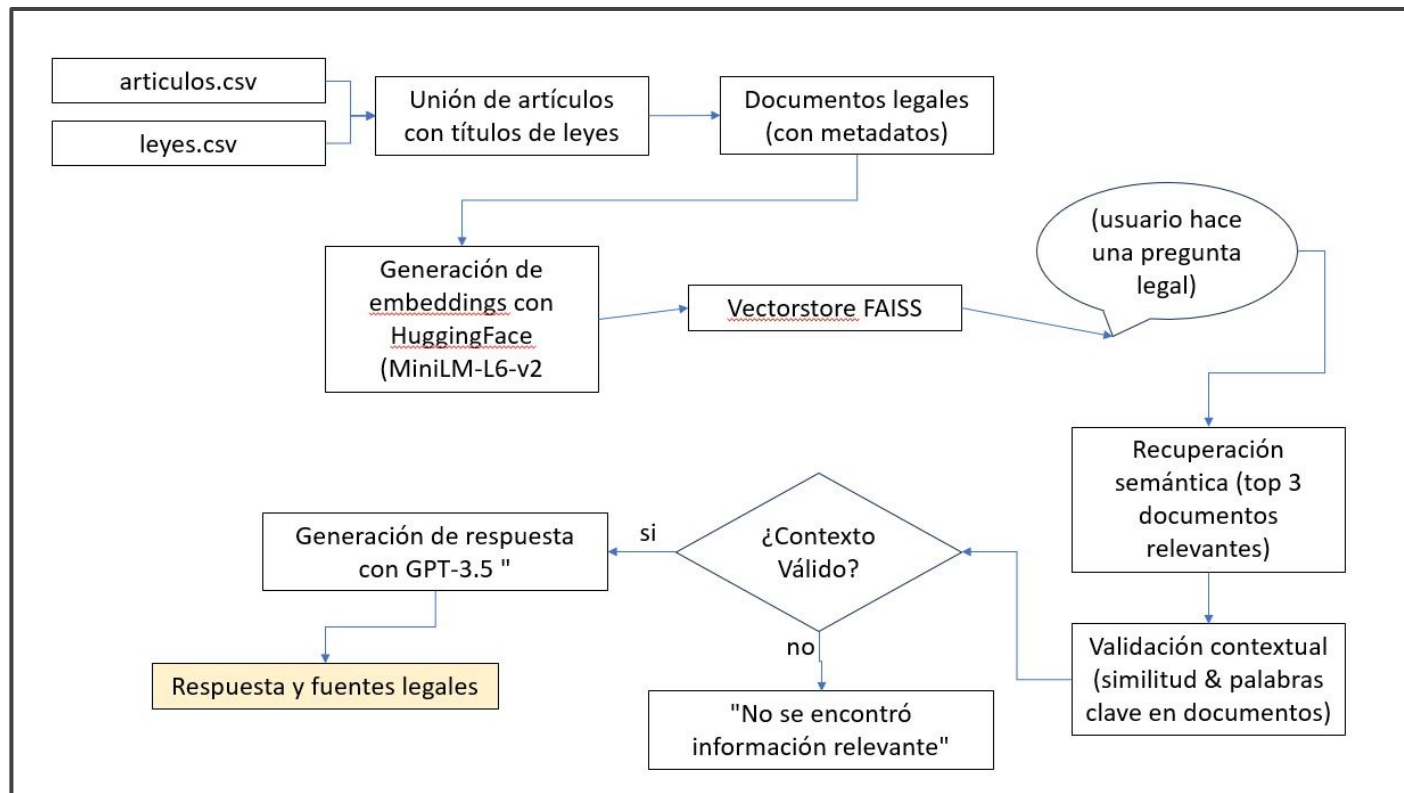 articulos.csv
leyes.csv
Unión de artículos
con títulos de leyes
Documentos legales
(con metadatos)
Generación de
embeddings con
HuggingFace
(MiniLM-L6-v2
Vectorstore FAISS
(usuario hace
una pregunta
legal)
Recuperación
semántica (top 3
documentos
relevantes)
Validación contextual
(similitud & palabras
clave en documentos)
¿Contexto
Válido?
si
no
Generación de respuesta
con GPT-3.5 "
Respuesta y fuentes legales
"No se encontró
información relevante"